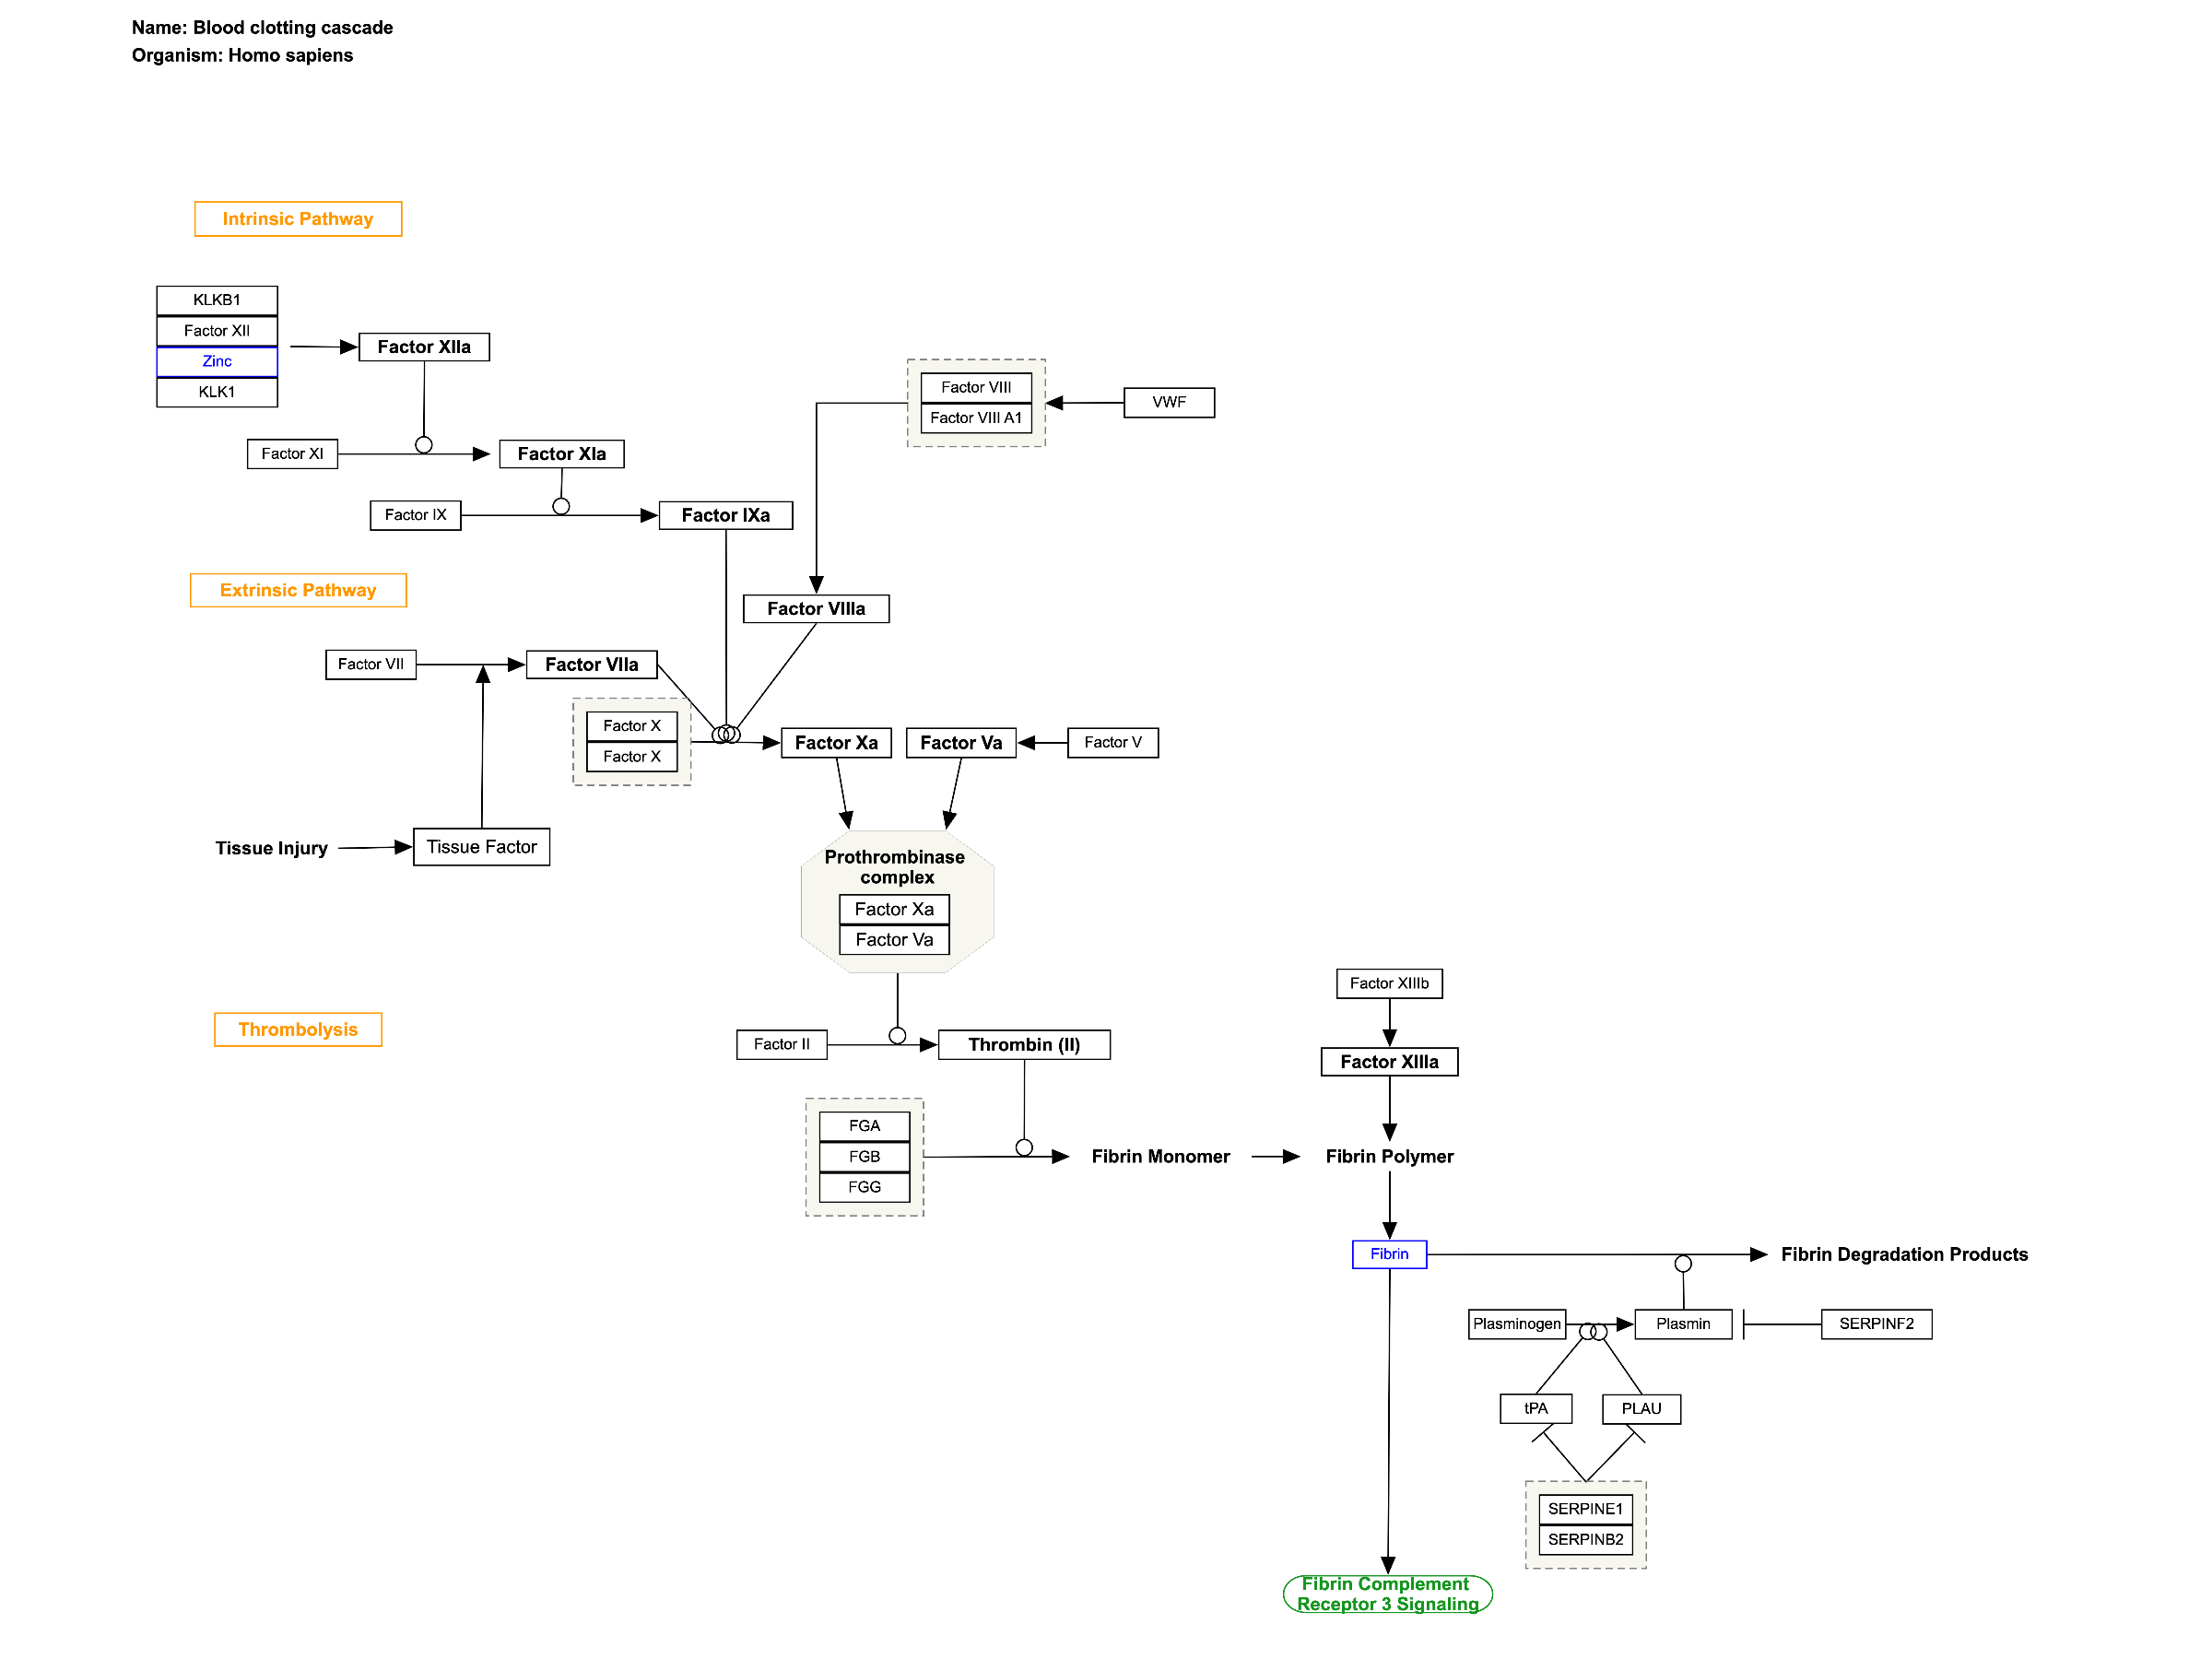 Name: Blood clotting cascade
Organism: Homo sapiens
Intrinsic Pathway
KLKB1
Factor XII
Zinc
KLK1
Factor XIIa
Factor VIII
Factor VIII A1
VWF
Factor XI
Factor XIa
Factor IX
Factor IXa
Extrinsic Pathway
Factor VIIIa
Factor VII
Factor VIIa
Factor X
Factor X
Factor Xa
Factor Va
Factor V
Tissue Injury
Tissue Factor
Prothrombinase
complex
Factor Xa
Factor Va
Factor XIIIb
Thrombolysis
Factor II
Thrombin (II)
Factor XIIIa
FGA
FGB
FGG
Fibrin Monomer
Fibrin Polymer
Fibrin
Fibrin Degradation Products
Plasminogen
Plasmin
SERPINF2
tPA
PLAU
SERPINE1
SERPINB2
Fibrin Complement
Receptor 3 Signaling